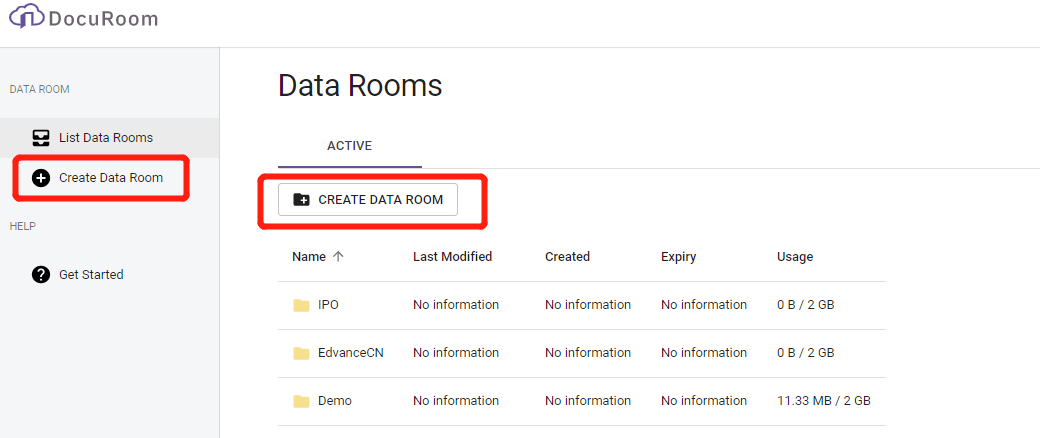 DocuRoom
DATA ROOM
List Data Rooms
Create Data Room
HELP
Get Started
Data Rooms
ACTIVE
CREATE DATA ROOM
Name Last Modified Created Expiry Usage
IPO No information No information No information 0 B / 2 GB
EdvanceCN No information No information No information 0 B / 2 GB
Demo No information No information No information 11.33 MB / 2 GB